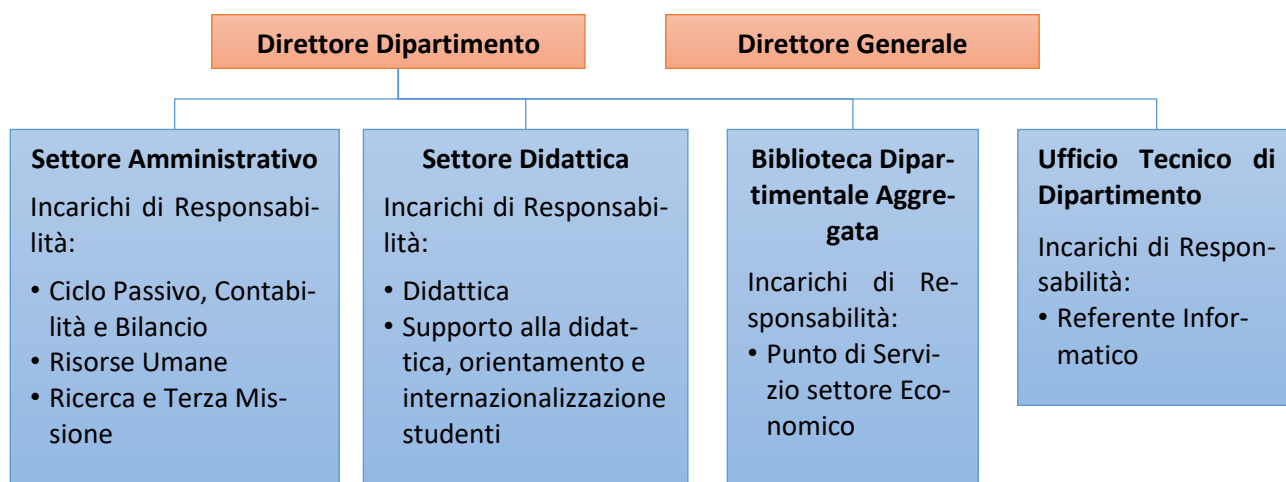 Direttore Dipartimento
Direttore Generale
Settore Amministrativo
Incarichi di Responsabi-
lità:
• Ciclo Passivo, Contabi-
lità e Bilancio
• Risorse Umane
• Ricerca e Terza Mis-
sione
Settore Didattica
Incarichi di Responsabi-
lità:
• Didattica
• Supporto alla didat-
tica, orientamento e
internazionalizzazione
studenti
Biblioteca Dipar-
timentale Aggre-
gata
Incarichi di Re-
sponsabilità:
• Punto di Servi-
zio settore Eco-
nomico
Ufficio Tecnico di
Dipartimento
Incarichi di Respon-
sabilità:
• Referente Infor-
matico